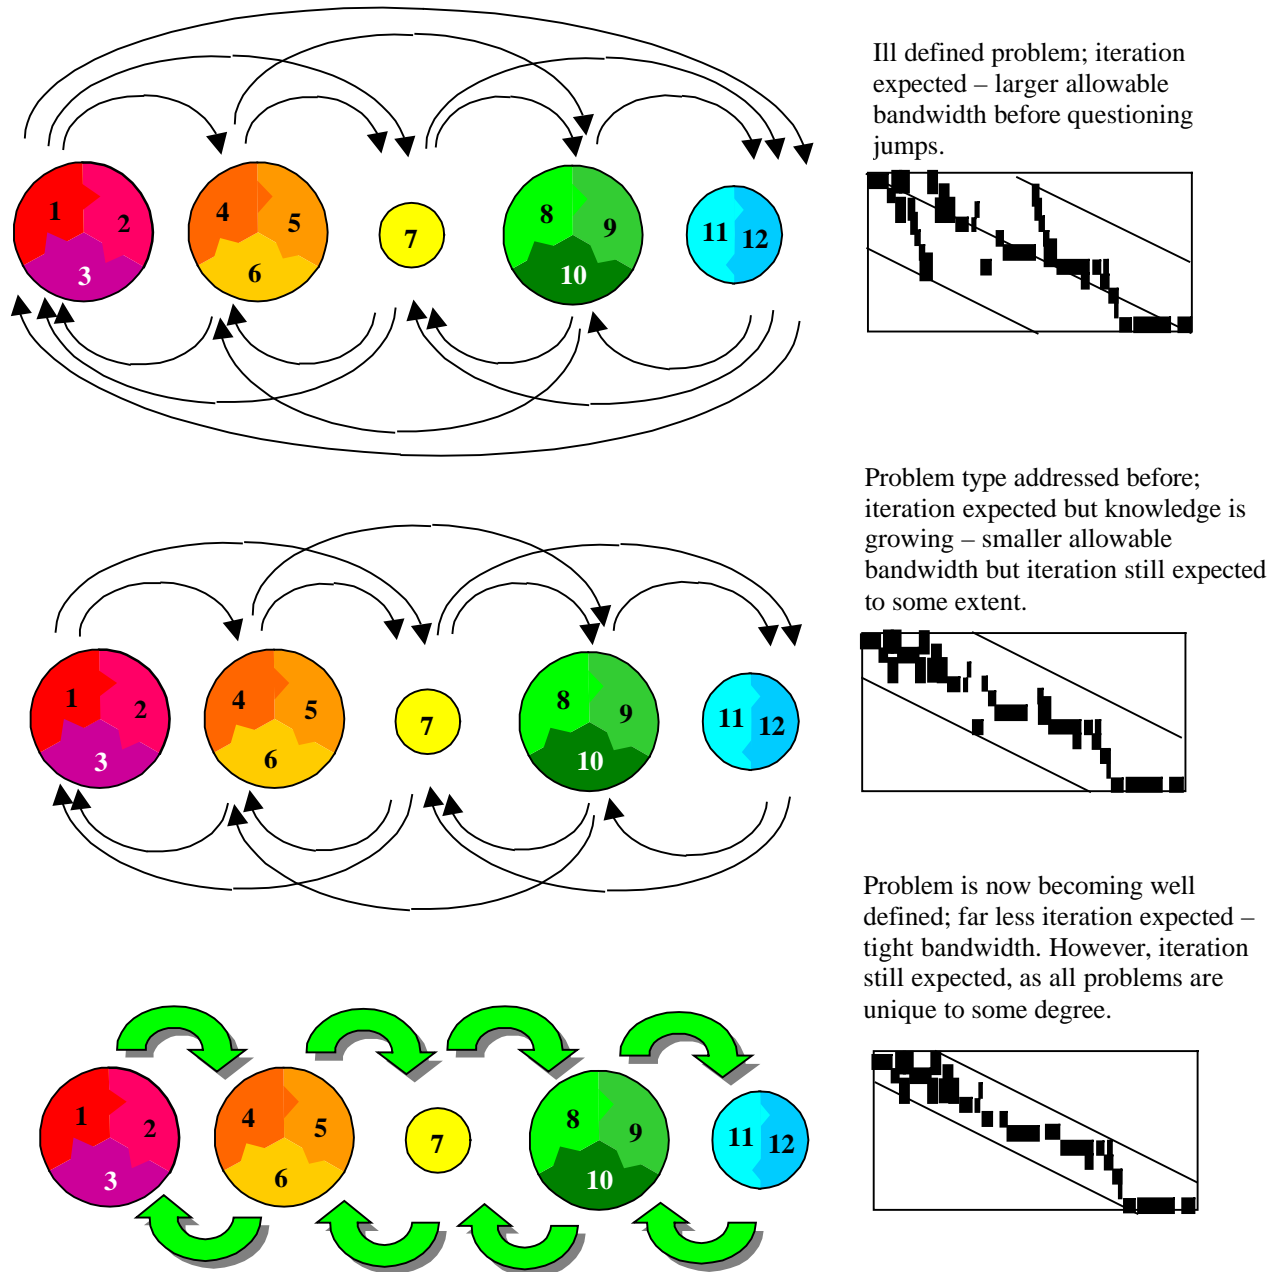 Ill defined problem; iteration
expected – larger allowable
bandwidth before questioning
jumps.
1
2
3
4
5
6
7
8
9
10
11
12
Problem type addressed before;
iteration expected but knowledge is
growing – smaller allowable
bandwidth but iteration still expected
to some extent.
1
2
3
4
5
6
7
8
9
10
11
12
Problem is now becoming well
defined; far less iteration expected –
tight bandwidth. However, iteration
still expected, as all problems are
unique to some degree.
1
2
3
4
5
6
7
8
9
10
11
12